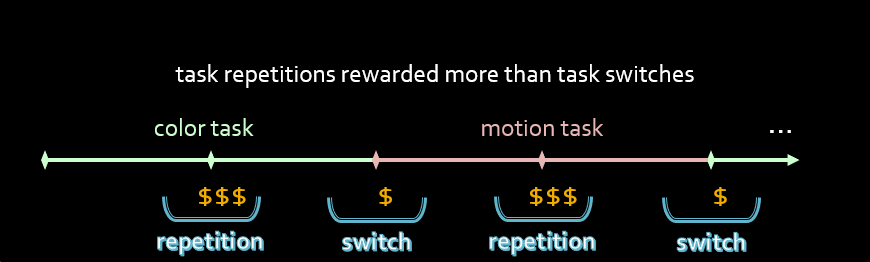 task repetitions rewarded more than task switches
color task motion task ...
$$$ $ $$$ $
repetition switch repetition switch